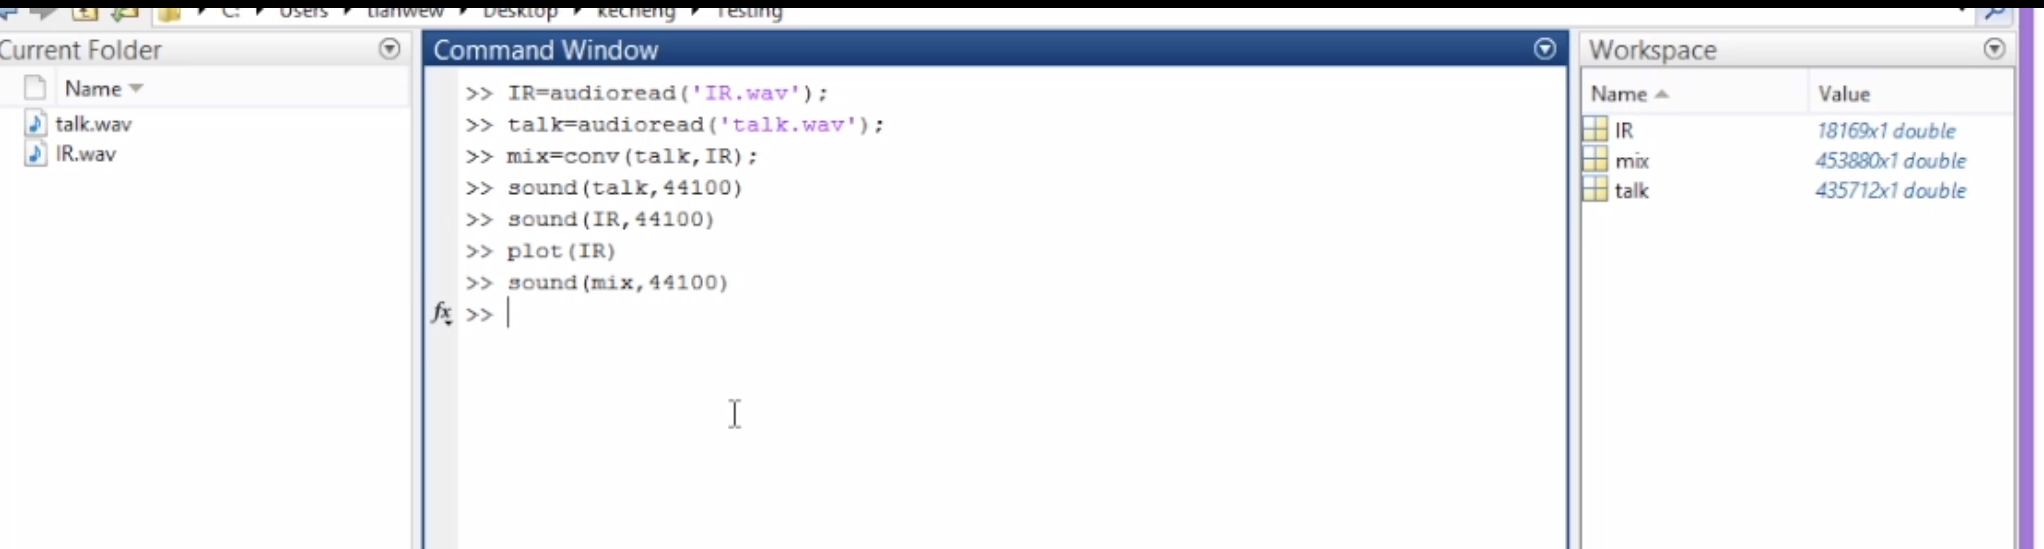 C: Users tianwew Desktop kecheng Testing
Current Folder
Name
talk.wav
IR.wav
Command Window
>> IR=audioread('IR.wav');
>> talk=audioread('talk.wav');
>> mix=conv(talk,IR);
>> sound(talk,44100)
>> sound(IR,44100)
>> plot(IR)
>> sound(mix,44100)
fx >>
Workspace
Name Value
IR 18169x1 double
mix 453880x1 double
talk 435712x1 double